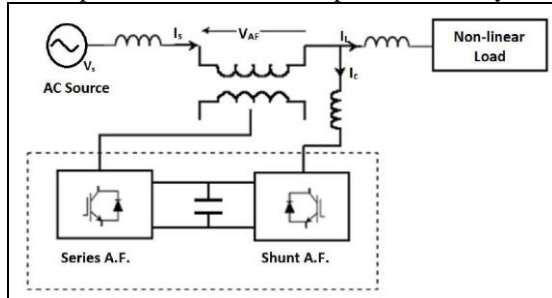 Is
VAF
IL
Non-linear
Load
Vs
AC Source
Ic
Series A.F.
Shunt A.F.